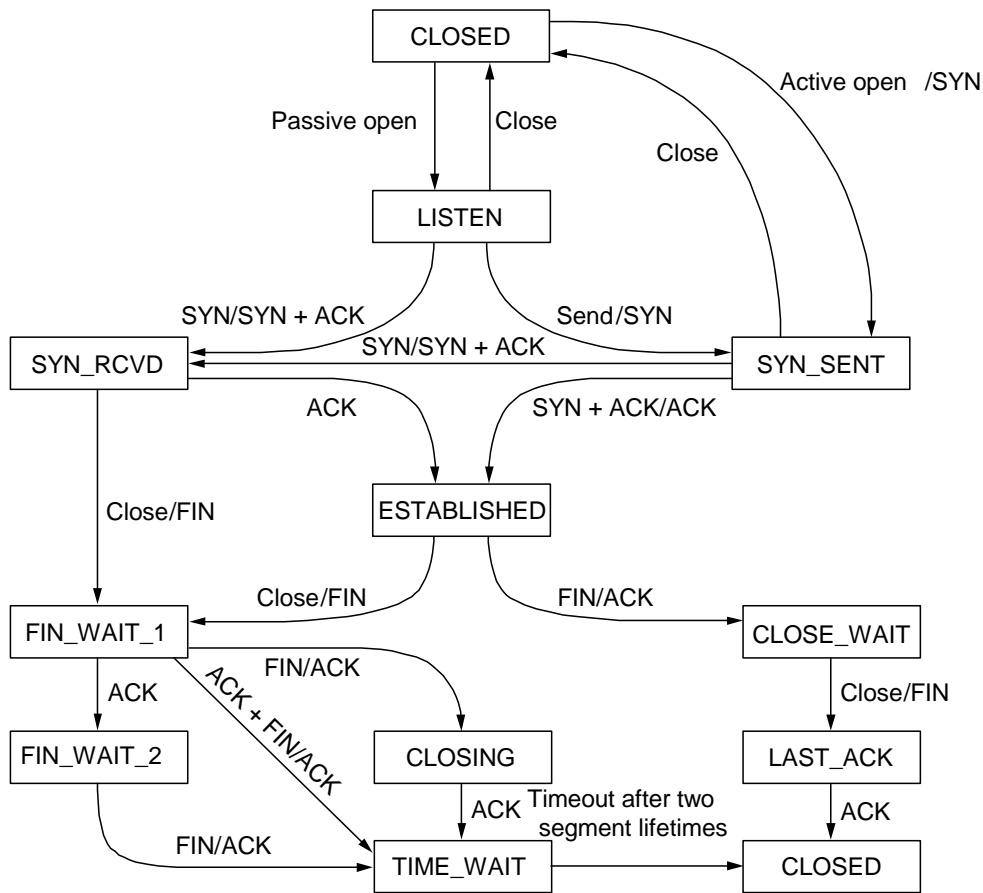 CLOSED
Active open /SYN
Passive open
Close
Close
LISTEN
SYN/SYN + ACK
Send/SYN
SYN/SYN + ACK
SYN_RCVD
SYN_SENT
ACK
SYN + ACK/ACK
ESTABLISHED
Close/FIN
Close/FIN
FIN/ACK
FIN_WAIT_1
CLOSE_WAIT
FIN/ACK
ACK
ACK + FIN/ACK
Close/FIN
FIN_WAIT_2
CLOSING
LAST_ACK
ACK
Timeout after two
segment lifetimes
ACK
FIN/ACK
TIME_WAIT
CLOSED